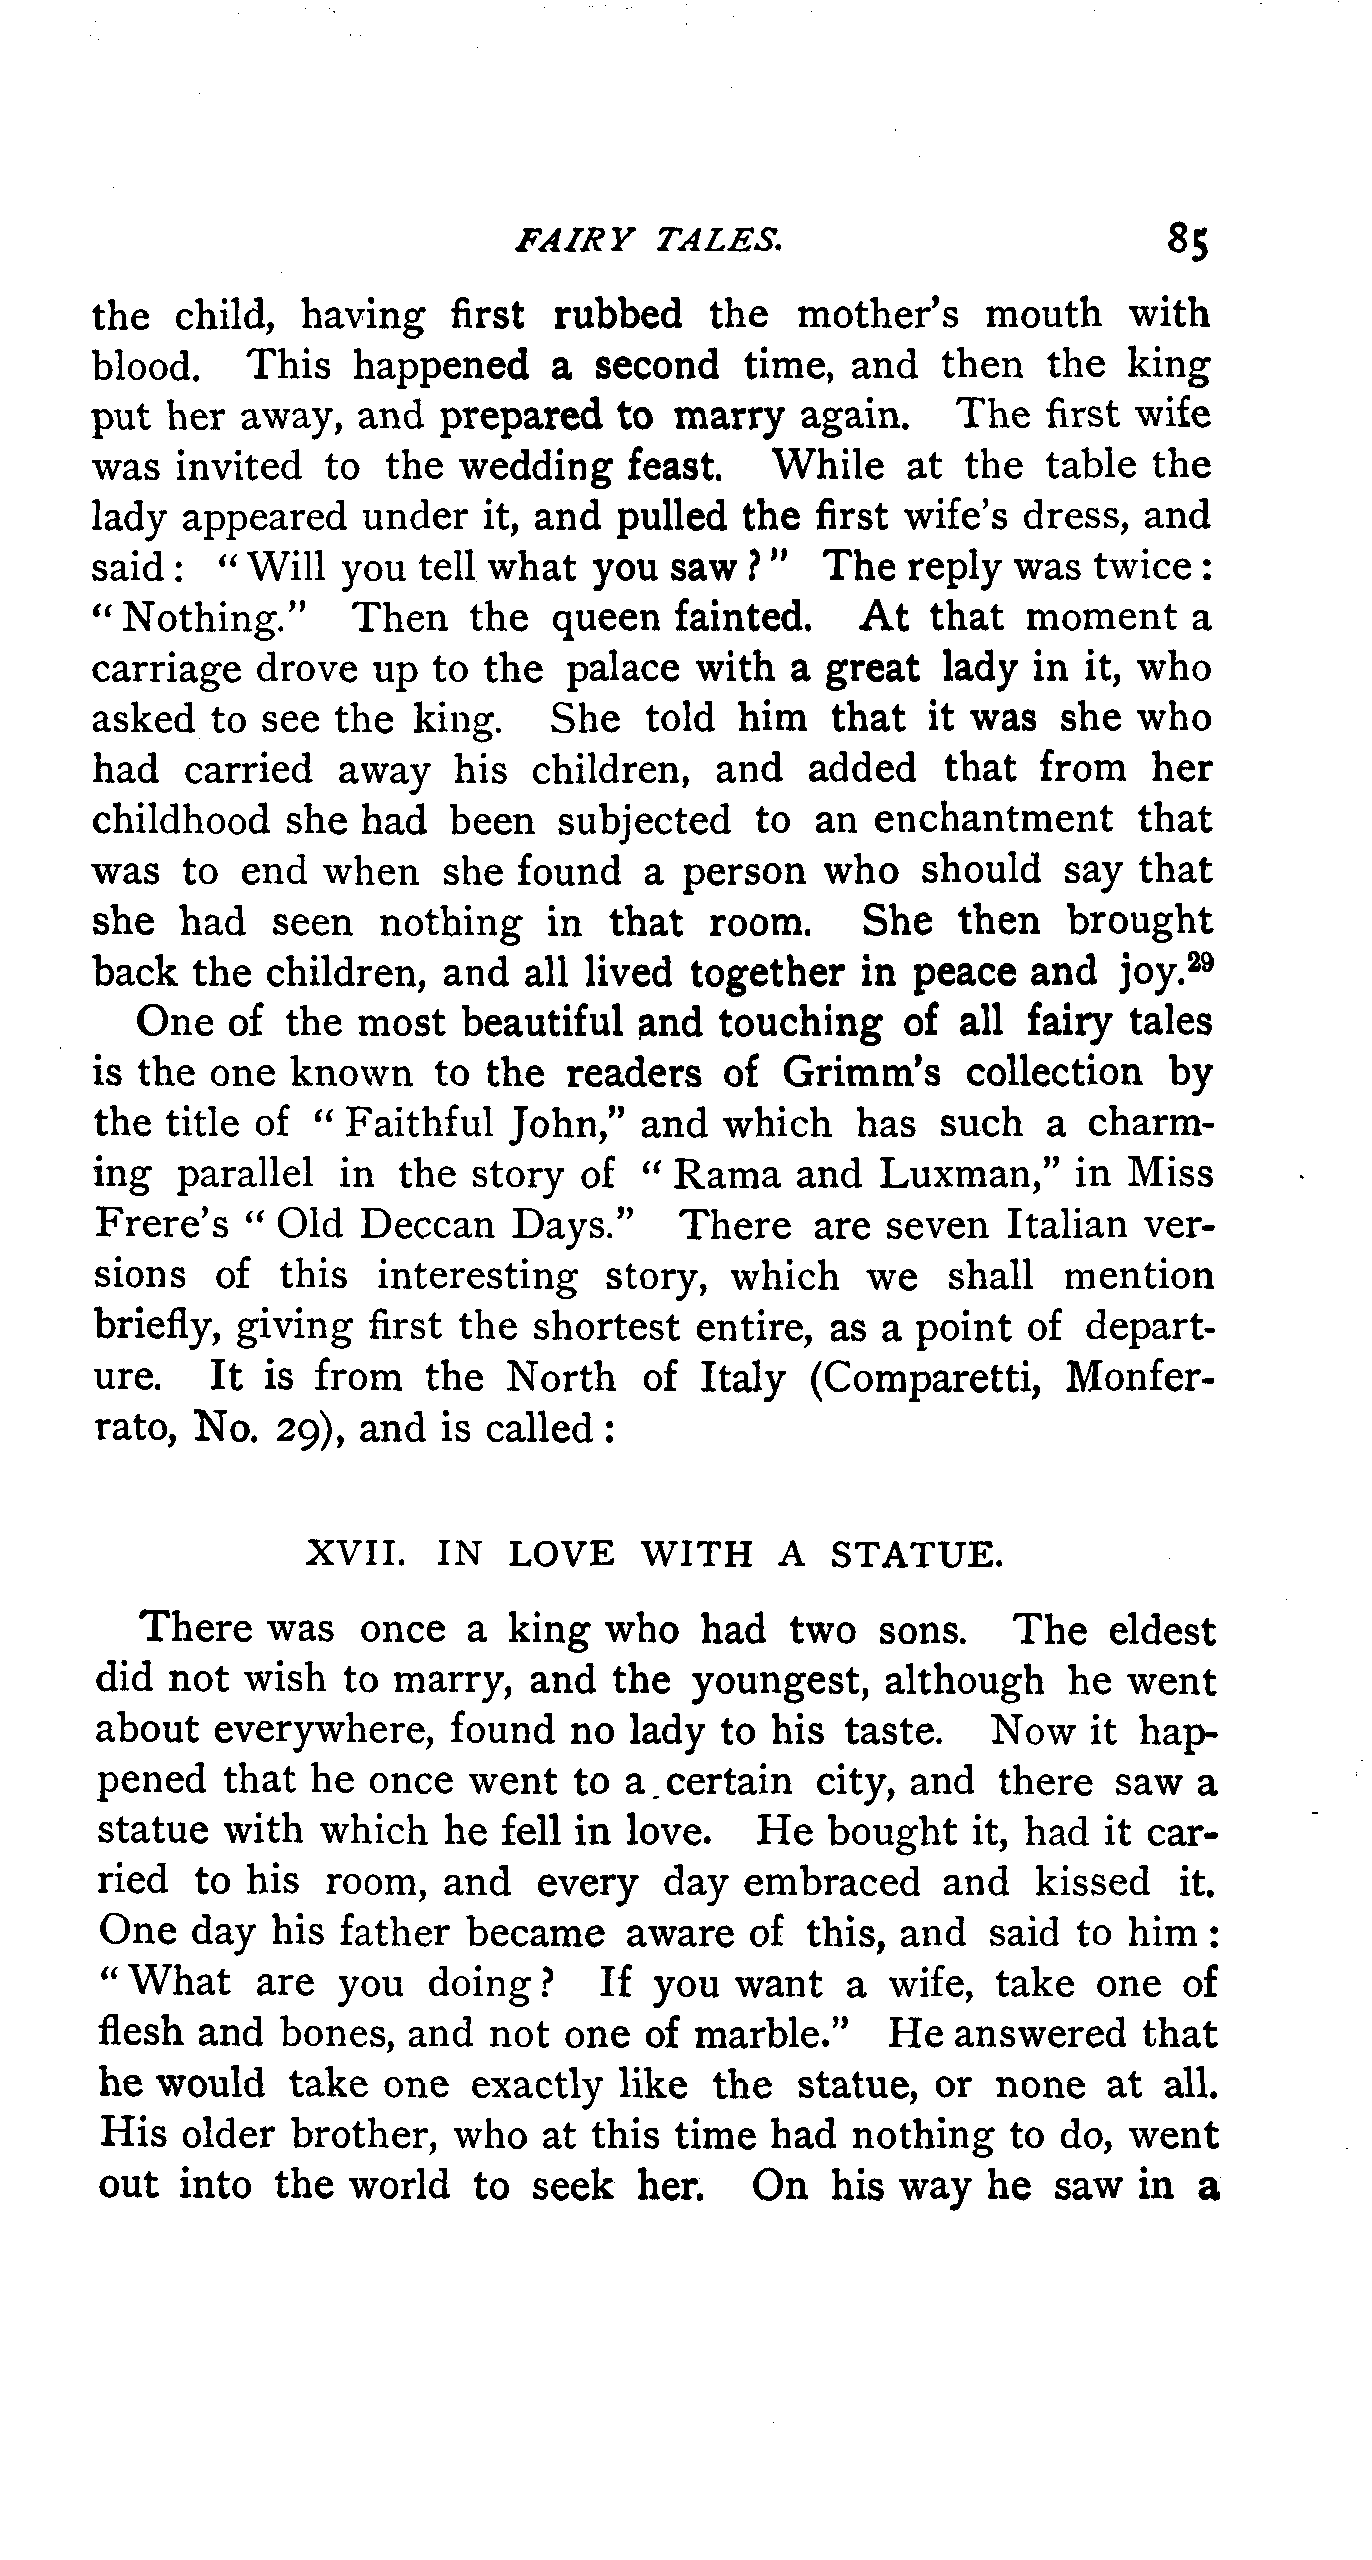 FAIRY TALES. 85
the child, having first rubbed the mother's mouth with
blood. This happened a second time, and then the king
put her away, and prepared to marry again. The first wife
was invited to the wedding feast. While at the table the
lady appeared under it, and pulled the first wife's dress, and
said : “ Will you tell what you saw ? ” The reply was twice :
“ Nothing.” Then the queen fainted. At that moment a
carriage drove up to the palace with a great lady in it, who
asked to see the king. She told him that it was she who
had carried away his children, and added that from her
childhood she had been subjected to an enchantment that
was to end when she found a person who should say that
she had seen nothing in that room. She then brought
back the children, and all lived together in peace and joy.²⁹
One of the most beautiful and touching of all fairy tales
is the one known to the readers of Grimm's collection by
the title of “ Faithful John,” and which has such a charm-
ing parallel in the story of “ Rama and Luxman,” in Miss
Frere's “ Old Deccan Days.” There are seven Italian ver-
sions of this interesting story, which we shall mention
briefly, giving first the shortest entire, as a point of depart-
ure. It is from the North of Italy (Comparetti, Monfer-
rato, No. 29), and is called :
XVII. IN LOVE WITH A STATUE.
There was once a king who had two sons. The eldest
did not wish to marry, and the youngest, although he went
about everywhere, found no lady to his taste. Now it hap-
pened that he once went to a certain city, and there saw a
statue with which he fell in love. He bought it, had it car-
ried to his room, and every day embraced and kissed it.
One day his father became aware of this, and said to him :
“ What are you doing ? If you want a wife, take one of
flesh and bones, and not one of marble.” He answered that
he would take one exactly like the statue, or none at all.
His older brother, who at this time had nothing to do, went
out into the world to seek her. On his way he saw in a